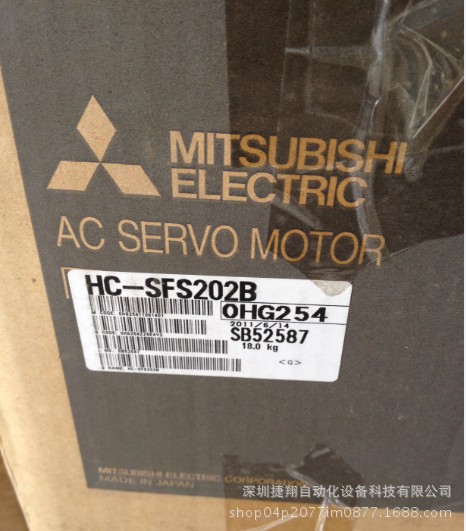 MITSUBISHI
ELECTRIC
AC SERVO MOTOR
HC-SFS202B
OHG254
2011/6/14
SB52587
18.0 kg
<G>
MITSUBISHI ELECTRIC CORPORATION
MADE IN JAPAN
深圳捷翔自动化设备科技有限公司
shop04p2077im0877.1688.com